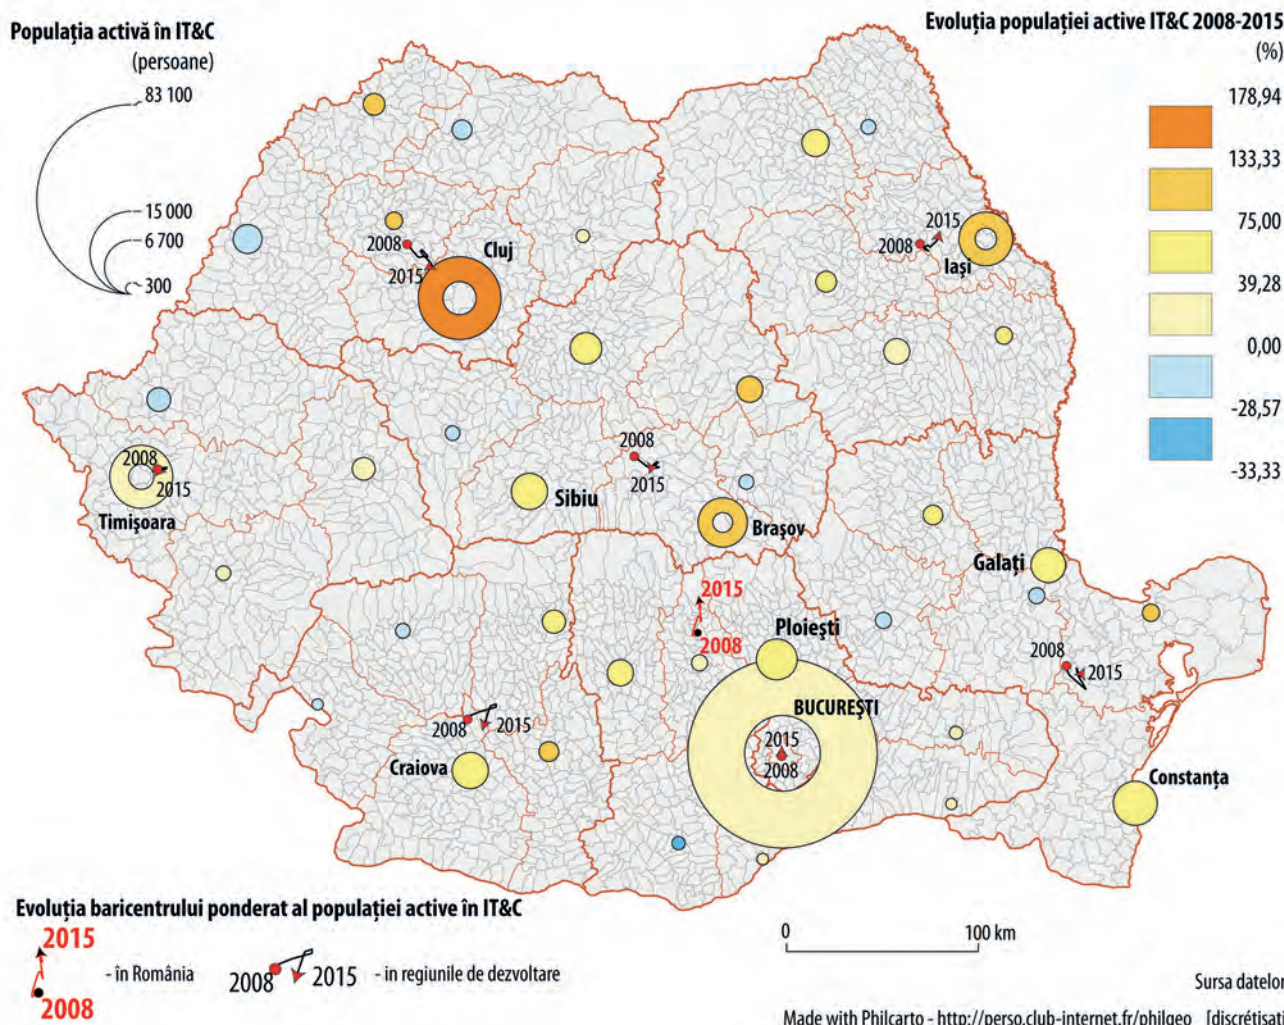 Populația activă în IT&C
(persoane)
83 100
15 000
6 700
300
Evoluția populației active IT&C 2008-2015
(%)
178,94
133,33
75,00
39,28
0,00
-28,57
-33,33
2008
2015
Cluj
2015
2008
Iași
2008
2015
Timișoara
2008
2015
Sibiu
Brașov
Galați
2015
2008
Ploiești
2008
2015
BUCUREȘTI
2015
2008
2008
2015
Craiova
Constanța
Evoluția baricentrului ponderat al populației active în IT&C
2015
2008
- în România
2008
2015
- in regiunile de dezvoltare
0
100 km
Sursa datelor
Made with Philcarto - http://perso.club-internet.fr/philgeo [discrétisati